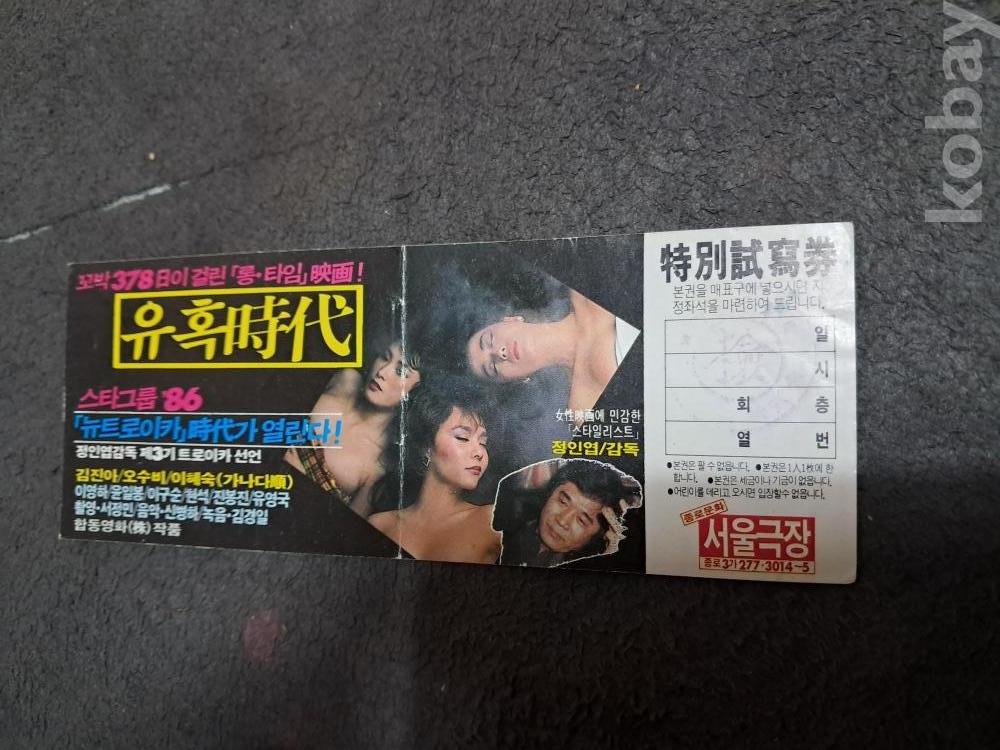 꼬박 378日이 걸린 「롱·타임」映画!
유혹時代
스타그룹 '86
「뉴트로이카」時代가 열린다!
정인엽감독 제3기 트로이카 선언
김진아/오수비/이혜숙(가나다順)
이영하/윤일봉/이구순/현석/진봉진/유영국
촬영·서정민/음악·신병하/녹음·김경일
합동영화(株) 작품
女性映画에 민감한
「스타일리스트」
정인엽/감독
特別試寫券
본권을 매표구에 넣으시면 지
정좌석을 마련하여 드립니다.
일
시
회 층
열 번
●본권은 팔 수 없읍니다. ●본권은 1人1枚에 한
합니다. ●본권은 세금이나 기금이 없읍니다.
●어린이를 데리고 오시면 입장할수 없읍니다.
종로문화
서울극장
종로3가 277·3014~5
kobay